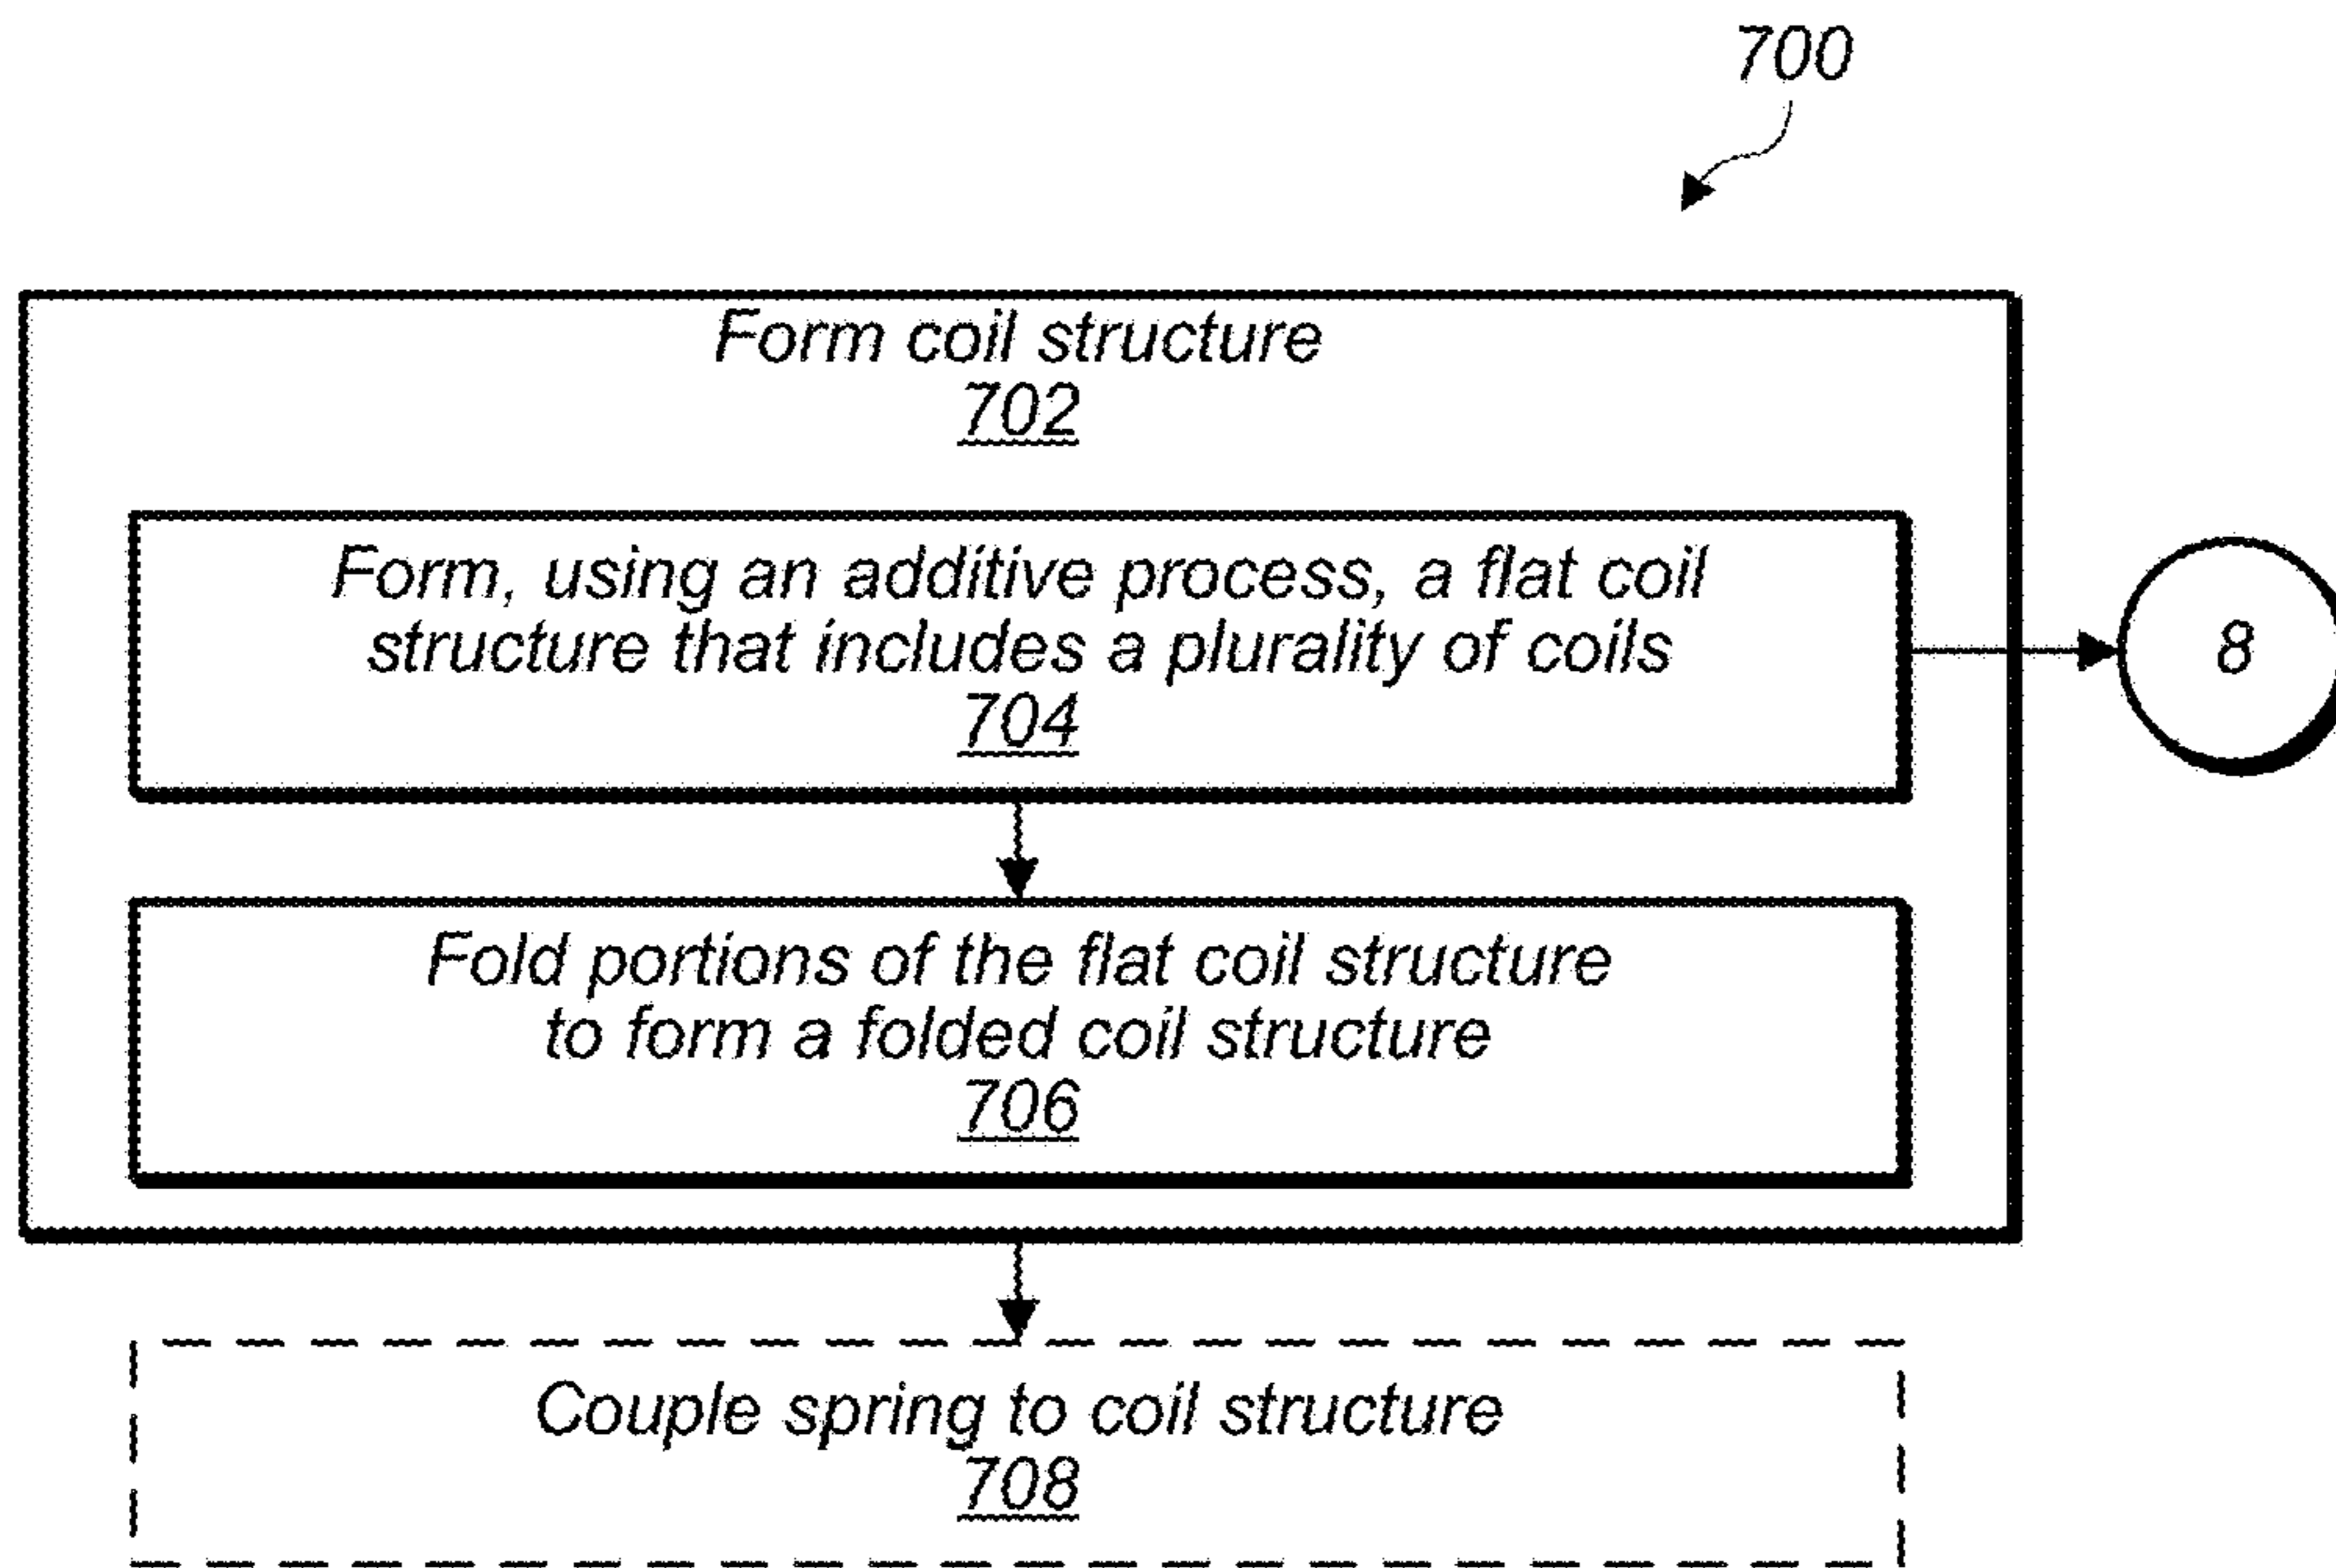 700
Form coil structure
702
Form, using an additive process, a flat coil
structure that includes a plurality of coils
704
8
Fold portions of the flat coil structure
to form a folded coil structure
706
Couple spring to coil structure
708